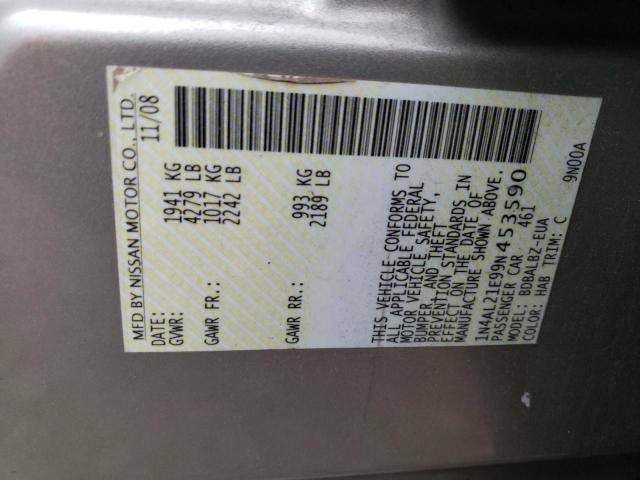 MFD BY NISSAN MOTOR CO., LTD.
DATE: 11/08
GVWR: 1941 KG
4279 LB
GAWR FR.: 1017 KG
2242 LB
GAWR RR.: 993 KG
2189 LB
THIS VEHICLE CONFORMS TO
ALL APPLICABLE FEDERAL
MOTOR VEHICLE SAFETY,
BUMPER, AND THEFT
PREVENTION STANDARDS IN
EFFECT ON THE DATE OF
MANUFACTURE SHOWN ABOVE.
1N4AL21E99N453590
PASSENGER CAR 461
MODEL: BDBALBZ-EUA
COLOR: HAB TRIM: C
9N00A